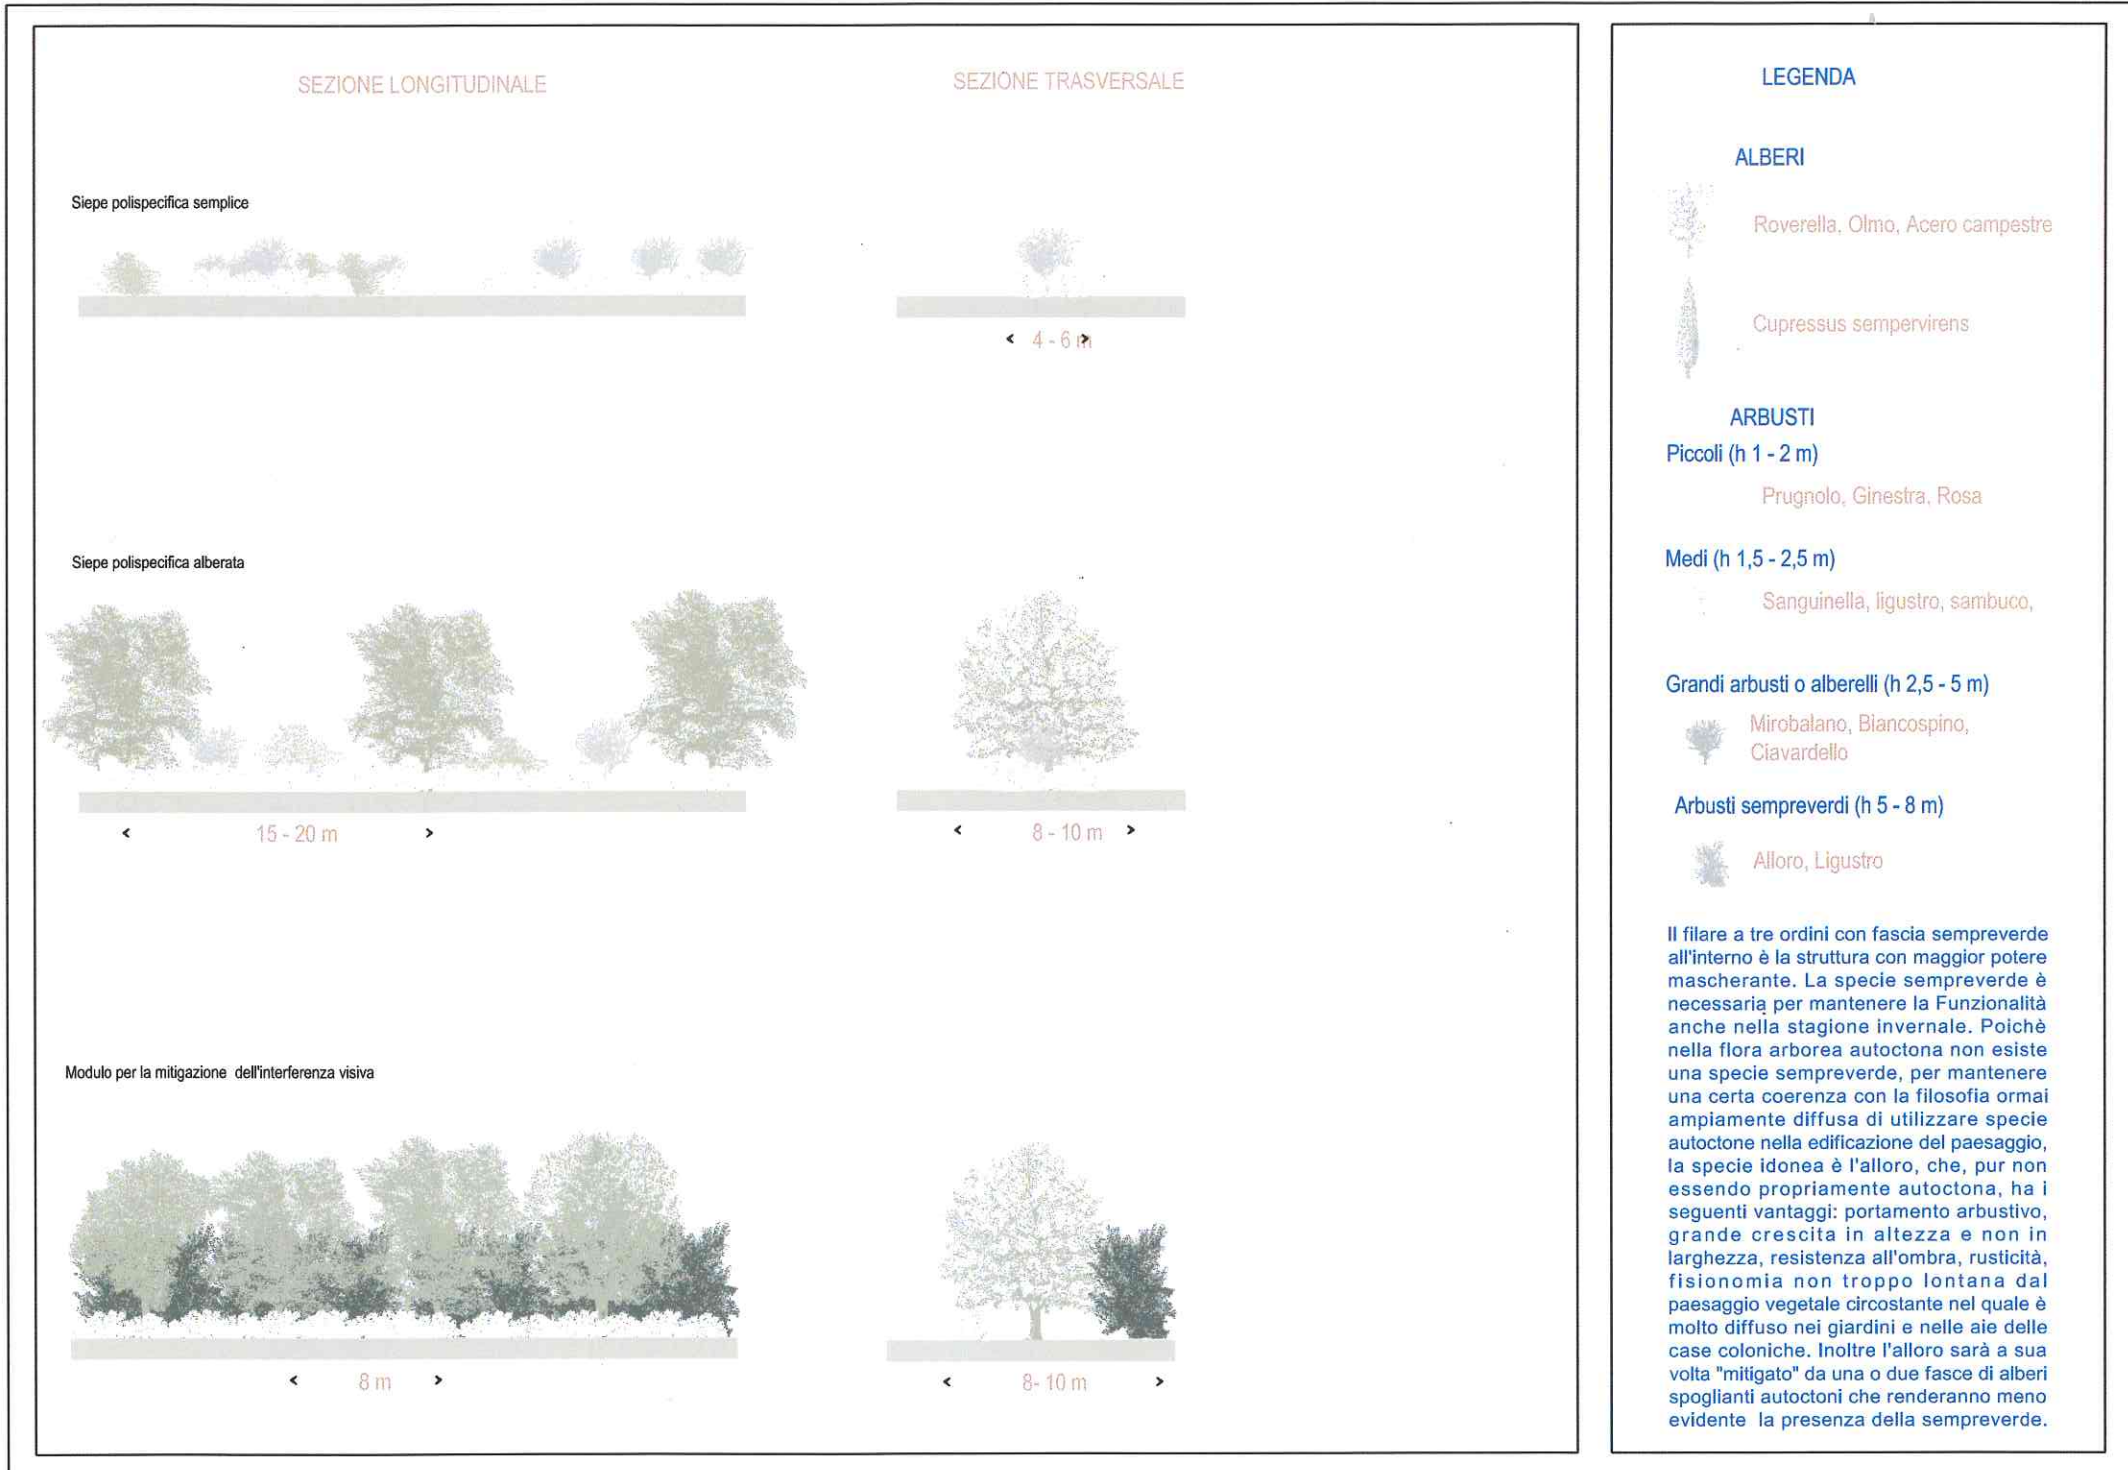 SEZIONE LONGITUDINALE
SEZIONE TRASVERSALE
Siepe polispecifica semplice
< 4 - 6 m >
Siepe polispecifica alberata
< 15 - 20 m >
< 8 - 10 m >
Modulo per la mitigazione dell'interferenza visiva
< 8 m >
< 8- 10 m >
LEGENDA
ALBERI
Roverella, Olmo, Acero campestre
Cupressus sempervirens
ARBUSTI
Piccoli (h 1 - 2 m)
Prugnolo, Ginestra, Rosa
Medi (h 1,5 - 2,5 m)
Sanguinella, ligustro, sambuco,
Grandi arbusti o alberelli (h 2,5 - 5 m)
Mirobalano, Biancospino,
Ciavardello
Arbusti sempreverdi (h 5 - 8 m)
Alloro, Ligustro
Il filare a tre ordini con fascia sempreverde
all'interno è la struttura con maggior potere
mascherante. La specie sempreverde è
necessaria per mantenere la Funzionalità
anche nella stagione invernale. Poichè
nella flora arborea autoctona non esiste
una specie sempreverde, per mantenere
una certa coerenza con la filosofia ormai
ampiamente diffusa di utilizzare specie
autoctone nella edificazione del paesaggio,
la specie idonea è l'alloro, che, pur non
essendo propriamente autoctona, ha i
seguenti vantaggi: portamento arbustivo,
grande crescita in altezza e non in
larghezza, resistenza all'ombra, rusticità,
fisionomia non troppo lontana dal
paesaggio vegetale circostante nel quale è
molto diffuso nei giardini e nelle aie delle
case coloniche. Inoltre l'alloro sarà a sua
volta "mitigato" da una o due fasce di alberi
spoglianti autoctoni che renderanno meno
evidente la presenza della sempreverde.